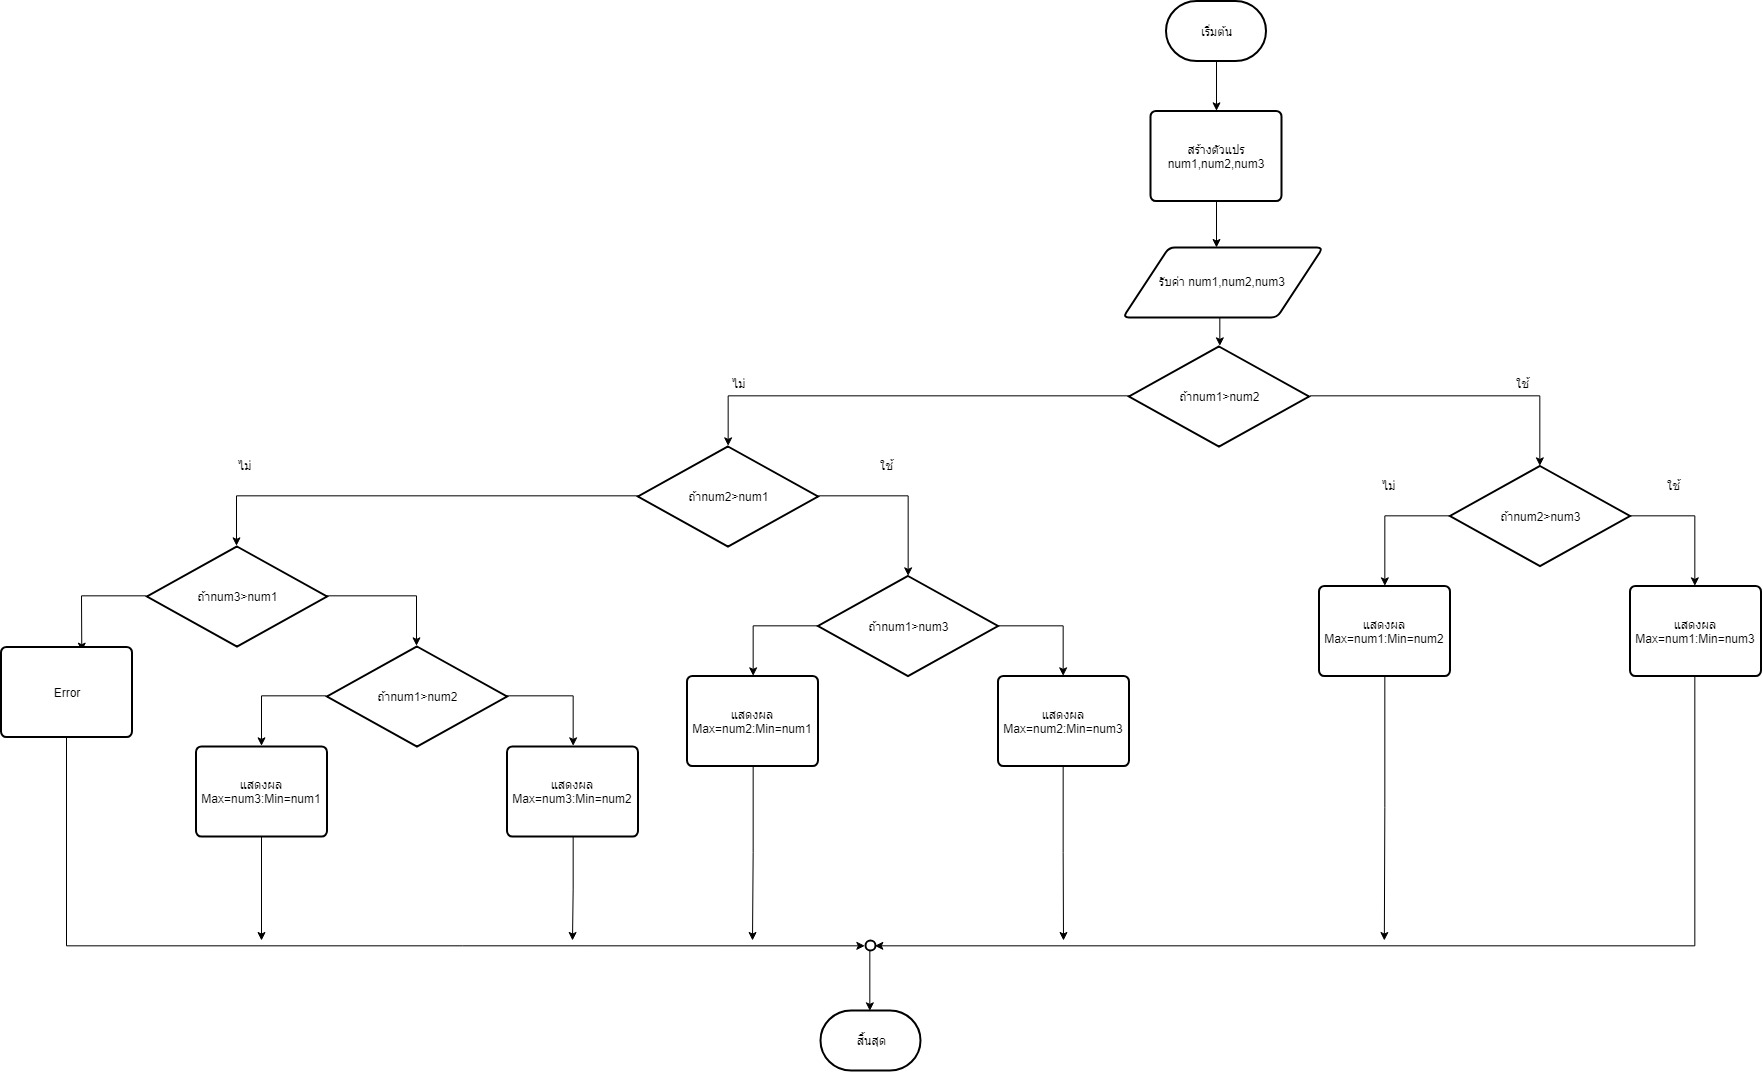 เริ่มต้น
สร้างตัวแปร
num1,num2,num3
รับค่า num1,num2,num3
ถ้าnum1>num2
ไม่
ใช้
ถ้าnum2>num1
ไม่
ใช้
ถ้าnum2>num3
ไม่
ใช้
ถ้าnum3>num1
ถ้าnum1>num3
แสดงผล
Max=num1:Min=num2
แสดงผล
Max=num1:Min=num3
Error
ถ้าnum1>num2
แสดงผล
Max=num2:Min=num1
แสดงผล
Max=num2:Min=num3
แสดงผล
Max=num3:Min=num1
แสดงผล
Max=num3:Min=num2
สิ้นสุด